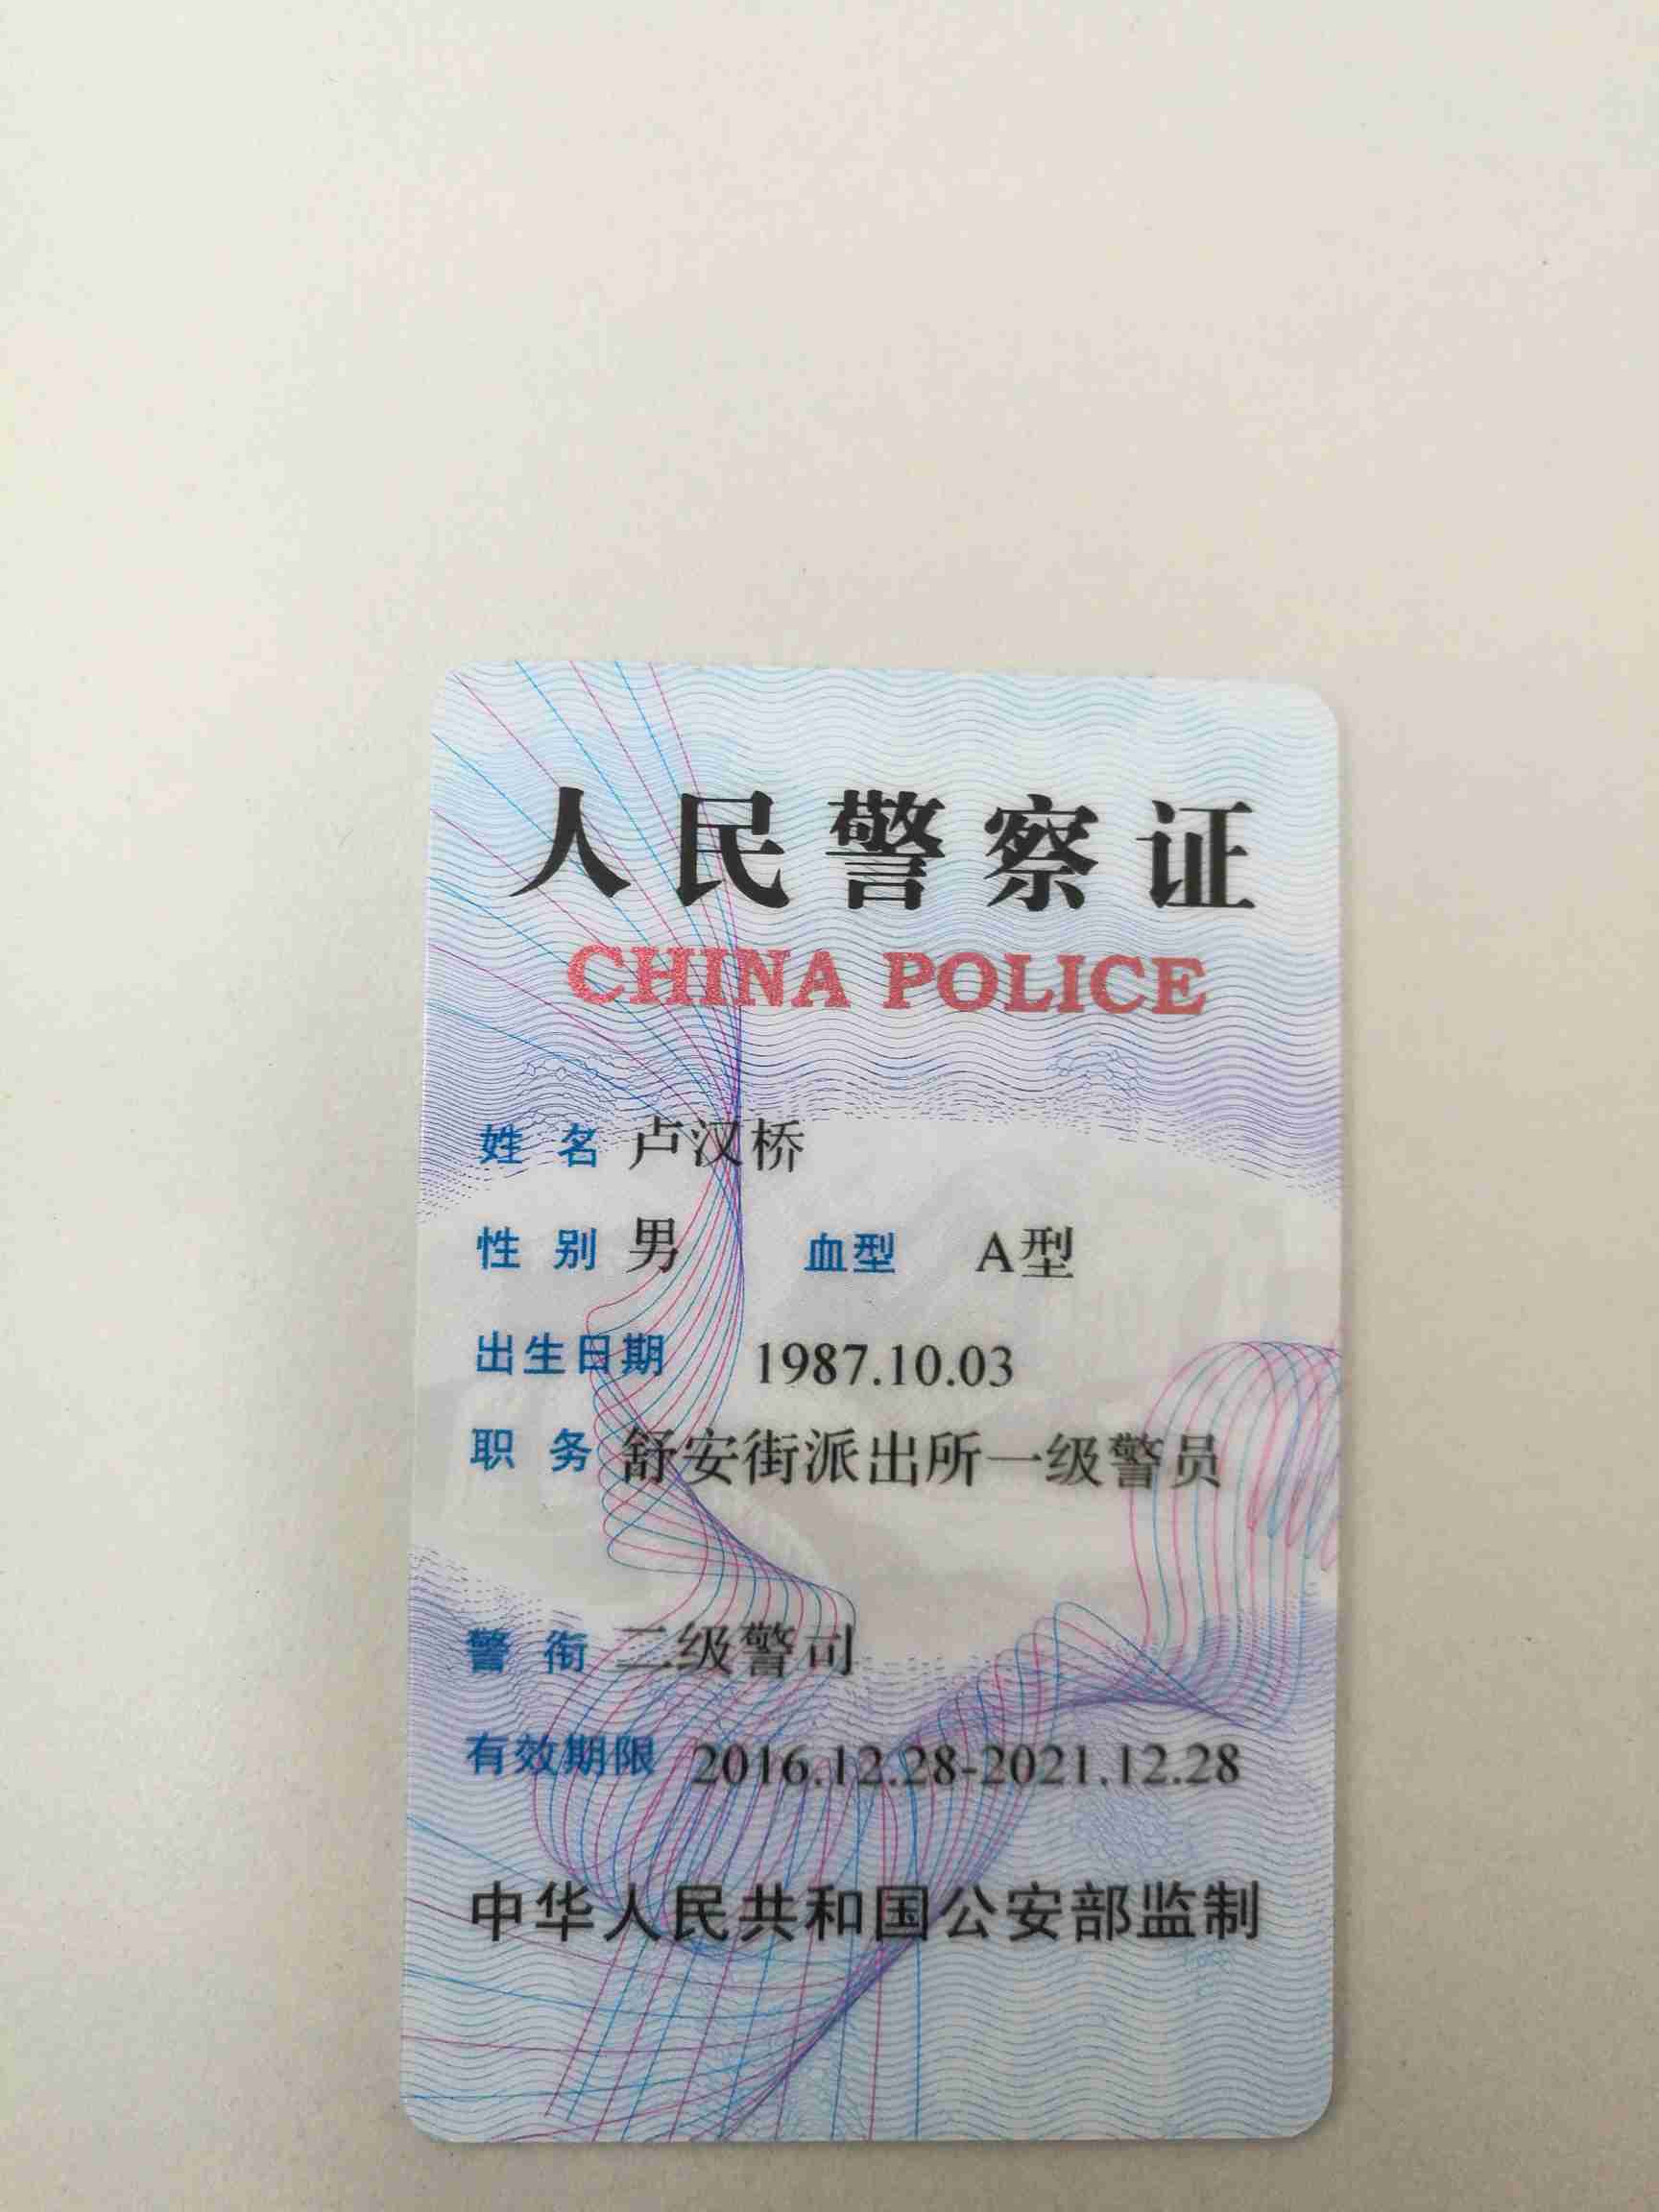 人民警察证
CHINA POLICE
姓 名 卢汉桥
性 别 男 血型 A型
出生日期 1987.10.03
职 务 舒安街派出所一级警员
警 衔 二级警司
有效期限 2016.12.28-2021.12.28
中华人民共和国公安部监制